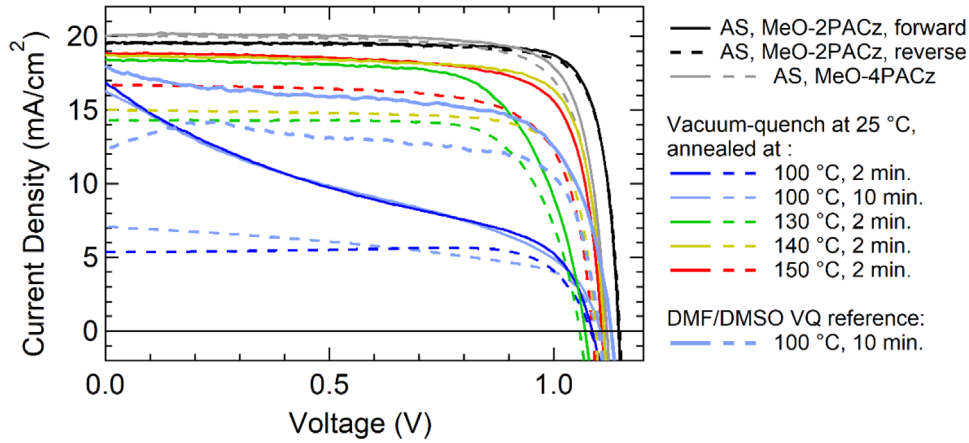 20
15
10
5
0
Current Density (mA/cm²)
0.0
0.5
1.0
Voltage (V)
AS, MeO-2PACz, forward
AS, MeO-2PACz, reverse
AS, MeO-4PACz
Vacuum-quench at 25 °C,
annealed at :
100 °C, 2 min.
100 °C, 10 min.
130 °C, 2 min.
140 °C, 2 min.
150 °C, 2 min.
DMF/DMSO VQ reference:
100 °C, 10 min.